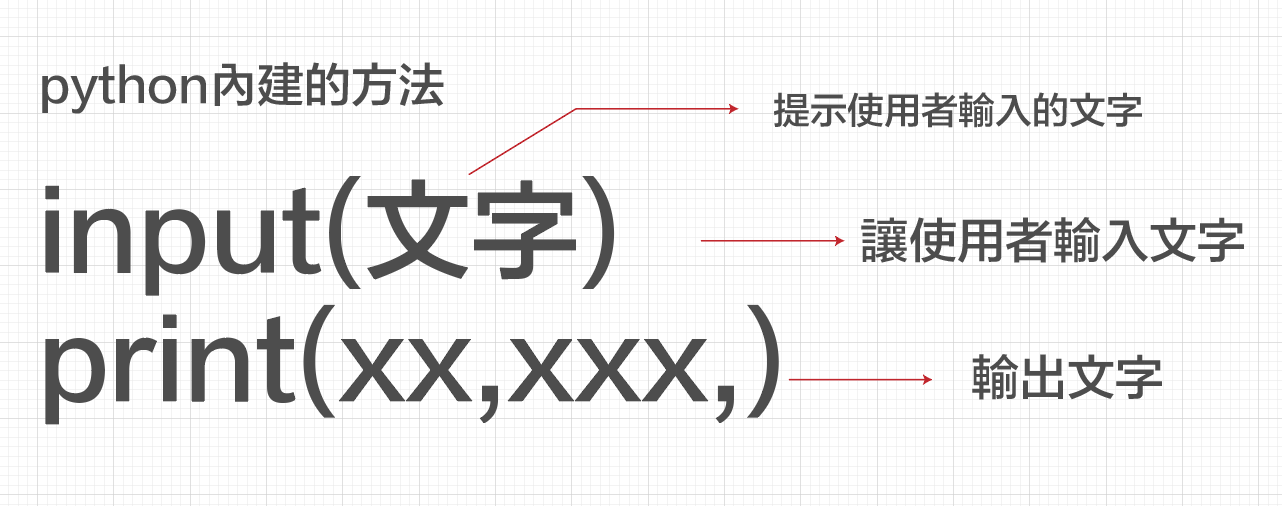 python內建的方法
提示使用者輸入的文字
input(文字)
讓使用者輸入文字
print(xx,xxx,)
輸出文字